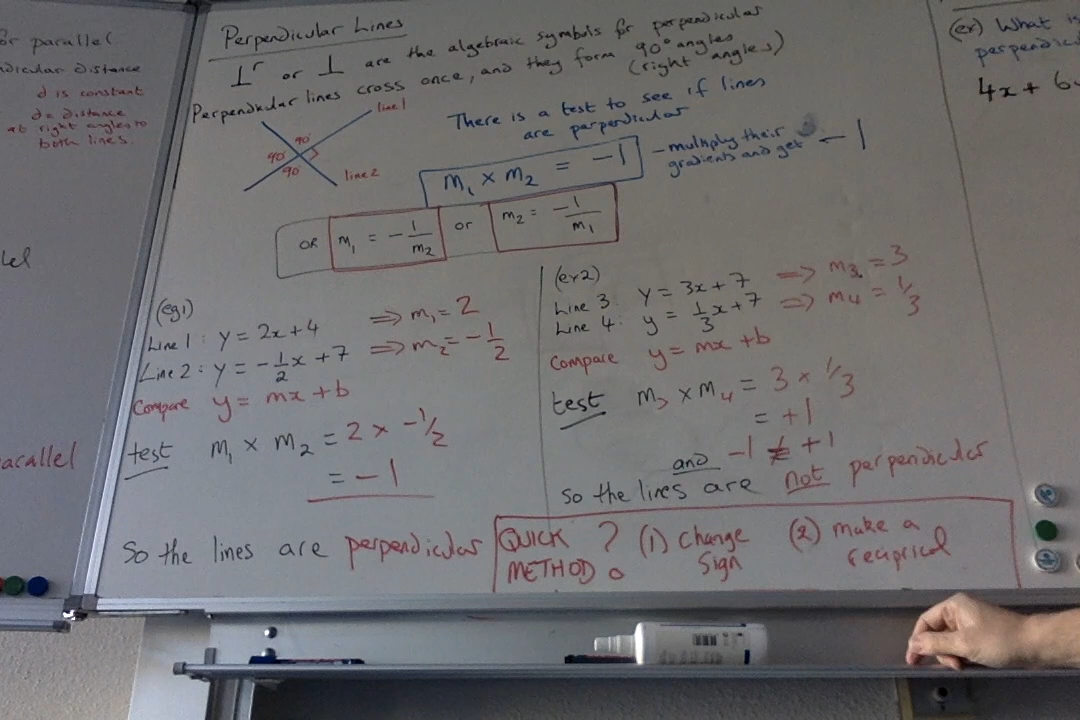 or parallel
ndicular distance
d is constant
d = distance
at right angles to
both lines.
el
arallel
Perpendicular Lines
⊥ʳ or ⊥ are the algebraic symbols for perpendicular
Perpendicular lines cross once, and they form 90° angles
(right angles)
line 1
90°
90°
90°
line 2
There is a test to see if lines
are perpendicular
m₁ × m₂ = -1
- multiply their
gradients and get -1
OR m₁ = -1/m₂ or m₂ = -1/m₁
(eg1)
Line 1: y = 2x + 4 ⇒ m₁ = 2
Line 2: y = -1/2 x + 7 ⇒ m₂ = -1/2
Compare y = mx + b
test m₁ × m₂ = 2 × -1/2
= -1
So the lines are perpendicular
(ex2)
Line 3: y = 3x + 7 ⇒ m₃ = 3
Line 4: y = 1/3 x + 7 ⇒ m₄ = 1/3
Compare y = mx + b
test m₃ × m₄ = 3 × 1/3
= +1
and -1 ≠ +1
So the lines are not perpendicular
QUICK METHOD ? (1) Change Sign (2) make a reciprical
(ex) What is
perpendicu
4x + 6